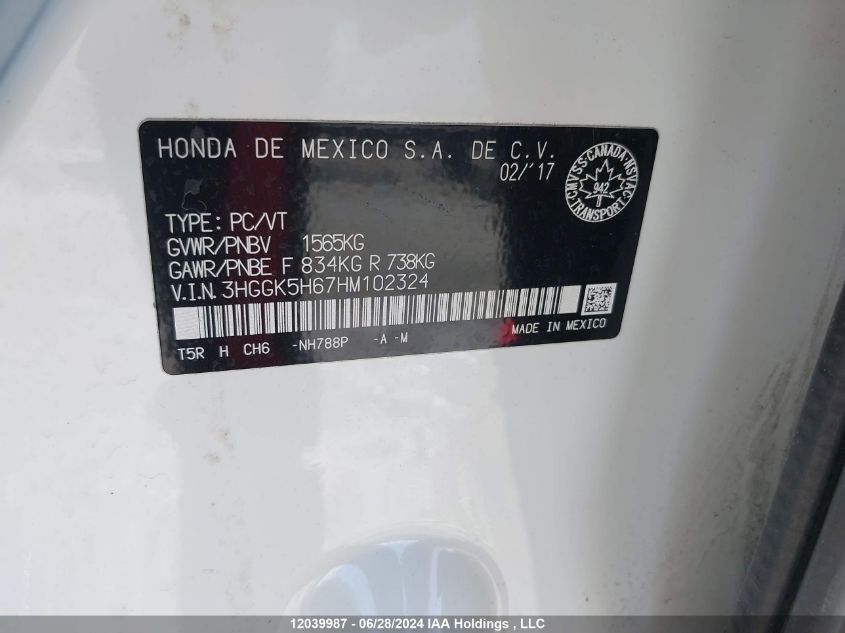 HONDA DE MEXICO S.A. DE C.V.
02/'17
CMVSS-CANADA-NSVAC
942
TRANSPORT
TYPE: PC/VT
GVWR/PNBV 1565KG
GAWR/PNBE F 834KG R 738KG
V.I.N. 3HGGK5H67HM102324
MADE IN MEXICO
T5R H CH6 -NH788P -A -M
12039987 - 06/28/2024 IAA Holdings , LLC